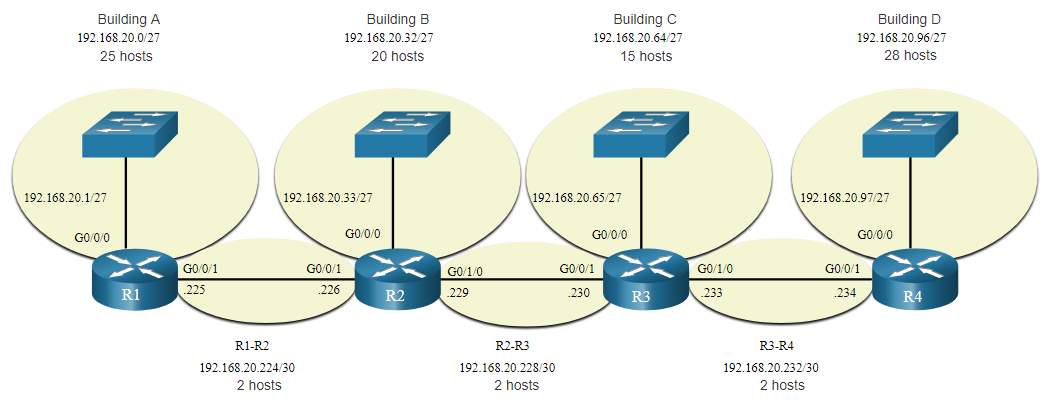 Building A
192.168.20.0/27
25 hosts
Building B
192.168.20.32/27
20 hosts
Building C
192.168.20.64/27
15 hosts
Building D
192.168.20.96/27
28 hosts
192.168.20.1/27
G0/0/0
192.168.20.33/27
G0/0/0
192.168.20.65/27
G0/0/0
192.168.20.97/27
G0/0/0
R1
G0/0/1
.225
G0/0/1
.226
R2
G0/1/0
.229
G0/0/1
.230
R3
G0/1/0
.233
G0/0/1
.234
R4
R1-R2
192.168.20.224/30
2 hosts
R2-R3
192.168.20.228/30
2 hosts
R3-R4
192.168.20.232/30
2 hosts